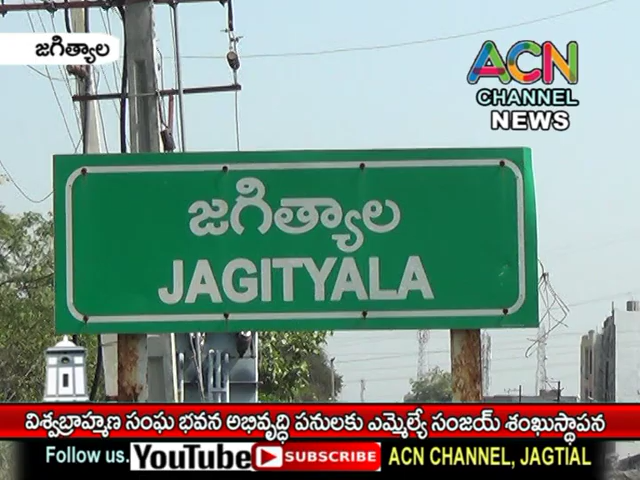 జగిత్యాల
ACN
CHANNEL
NEWS
జగిత్యాల
JAGITYALA
విశ్వబ్రాహ్మణ సంఘ భవన అభివృద్ధి పనులకు ఎమ్మెల్యే సంజయ్ శంఖుస్థాపన
Follow us. YouTube SUBSCRIBE ACN CHANNEL, JAGTIAL